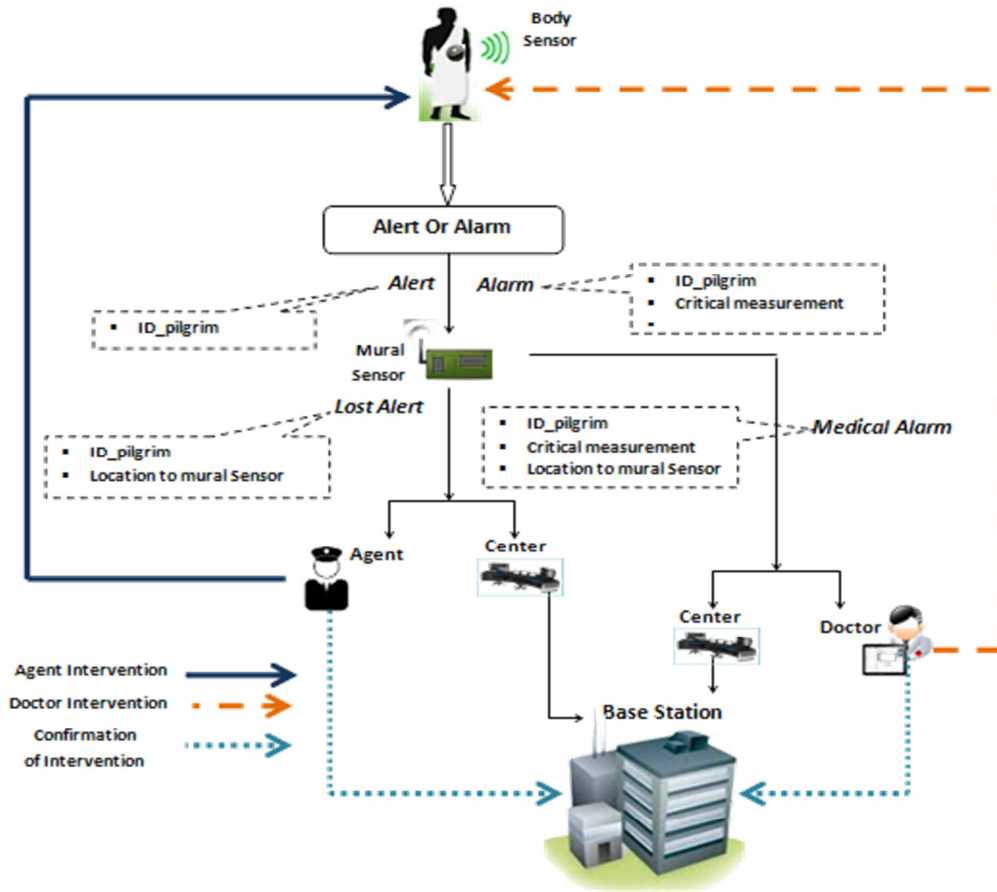 Body
Sensor
Alert Or Alarm
Alert
Alarm
▪ ID_pilgrim
▪ Critical measurement
▪
▪ ID_pilgrim
Mural
Sensor
Lost Alert
▪ ID_pilgrim
▪ Location to mural Sensor
▪ ID_pilgrim
▪ Critical measurement
▪ Location to mural Sensor
Medical Alarm
Agent
Center
Center
Doctor
Agent Intervention
Doctor Intervention
Confirmation
of Intervention
Base Station